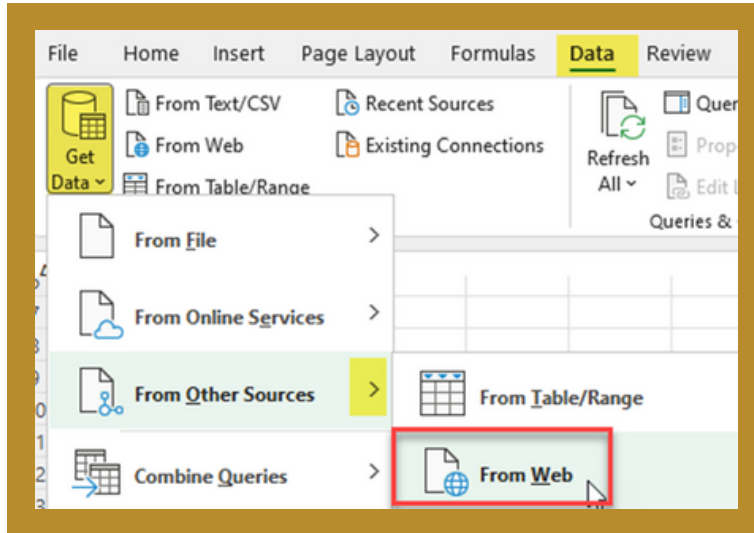 File Home Insert Page Layout Formulas Data Review
From Text/CSV Recent Sources
From Web Existing Connections
Get
Data
From Table/Range
Refresh
All
Queries &
From File
From Online Services
From Other Sources
From Table/Range
From Web
Combine Queries